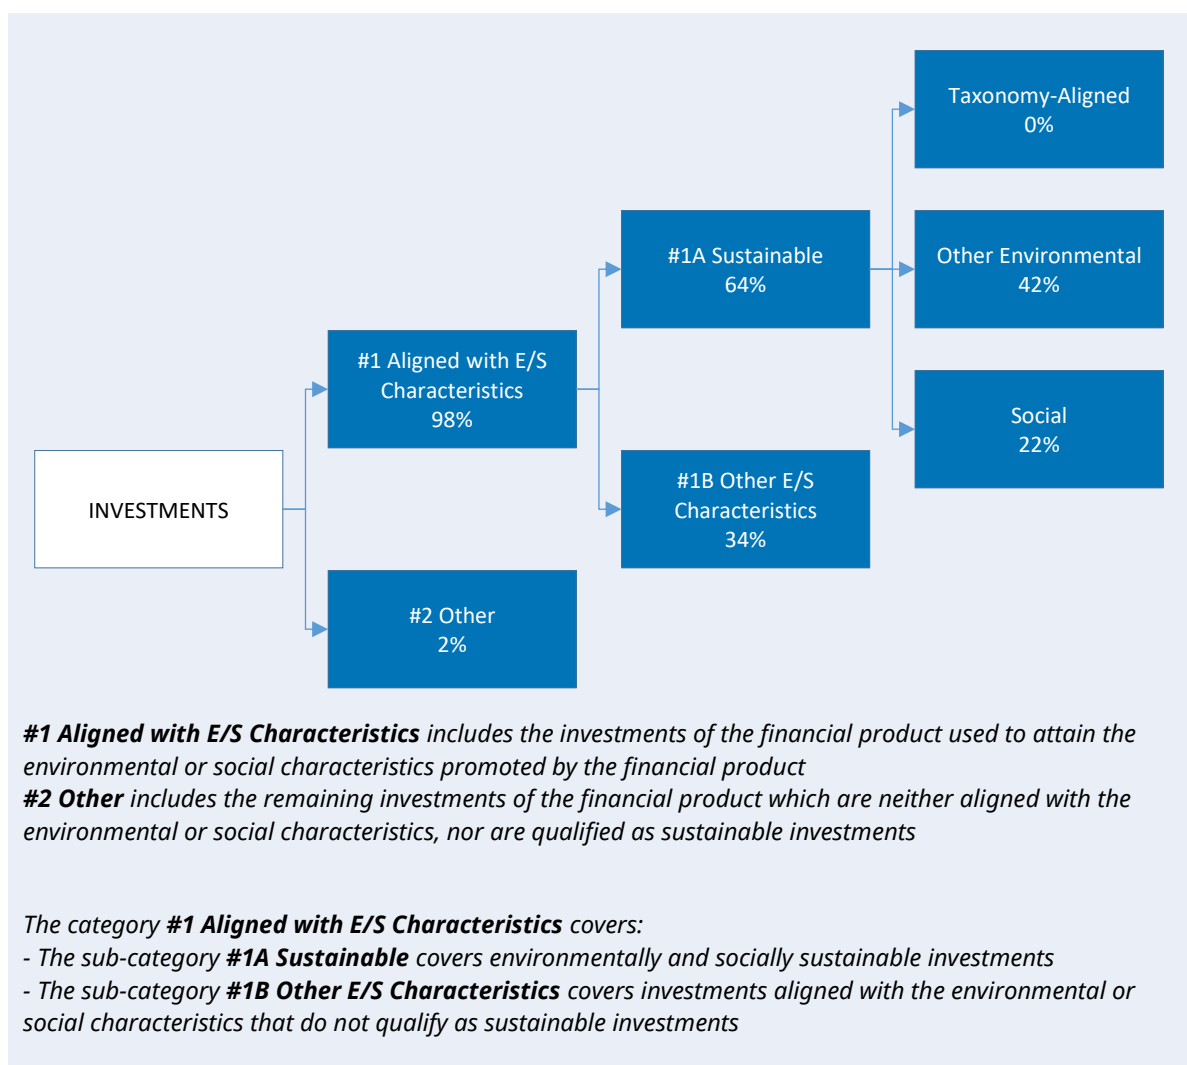 Taxonomy-Aligned
0%
#1A Sustainable
64%
Other Environmental
42%
#1 Aligned with E/S
Characteristics
98%
Social
22%
INVESTMENTS
#1B Other E/S
Characteristics
34%
#2 Other
2%
#1 Aligned with E/S Characteristics includes the investments of the financial product used to attain the
environmental or social characteristics promoted by the financial product
#2 Other includes the remaining investments of the financial product which are neither aligned with the
environmental or social characteristics, nor are qualified as sustainable investments
The category #1 Aligned with E/S Characteristics covers:
- The sub-category #1A Sustainable covers environmentally and socially sustainable investments
- The sub-category #1B Other E/S Characteristics covers investments aligned with the environmental or
social characteristics that do not qualify as sustainable investments